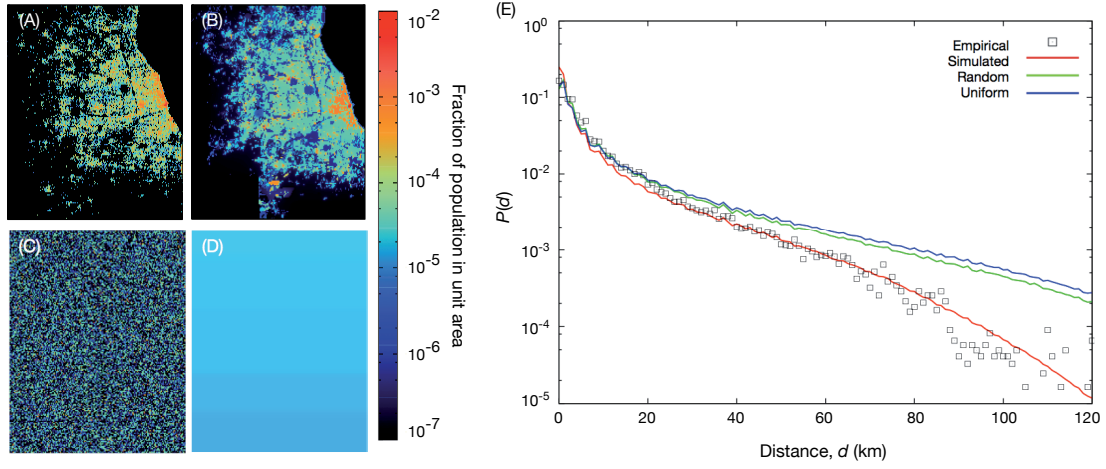 (A)
(B)
(C)
(D)
10^-2
10^-3
10^-4
10^-5
10^-6
10^-7
Fraction of population in unit area
(E)
10^0
10^-1
10^-2
10^-3
10^-4
10^-5
P(d)
Empirical
Simulated
Random
Uniform
0 20 40 60 80 100 120
Distance, d (km)